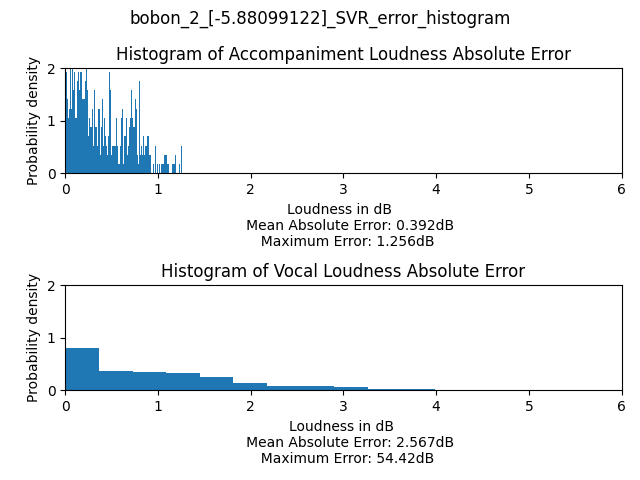 bobon_2_[-5.88099122]_SVR_error_histogram
Histogram of Accompaniment Loudness Absolute Error
Probability density
2
1
0
0 1 2 3 4 5 6
Loudness in dB
Mean Absolute Error: 0.392dB
Maximum Error: 1.256dB
Histogram of Vocal Loudness Absolute Error
Probability density
2
1
0
0 1 2 3 4 5 6
Loudness in dB
Mean Absolute Error: 2.567dB
Maximum Error: 54.42dB